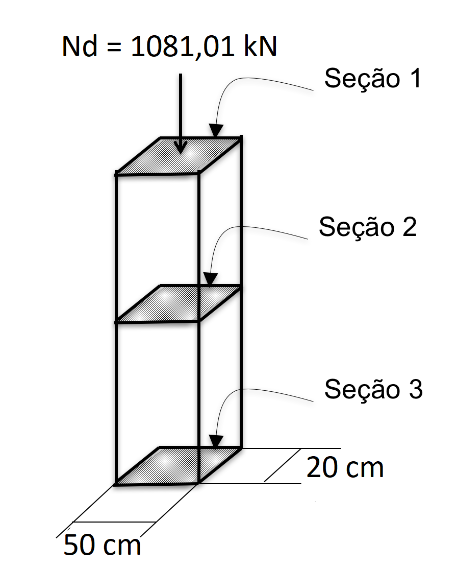 Nd = 1081,01 kN
Seção 1
Seção 2
Seção 3
20 cm
50 cm